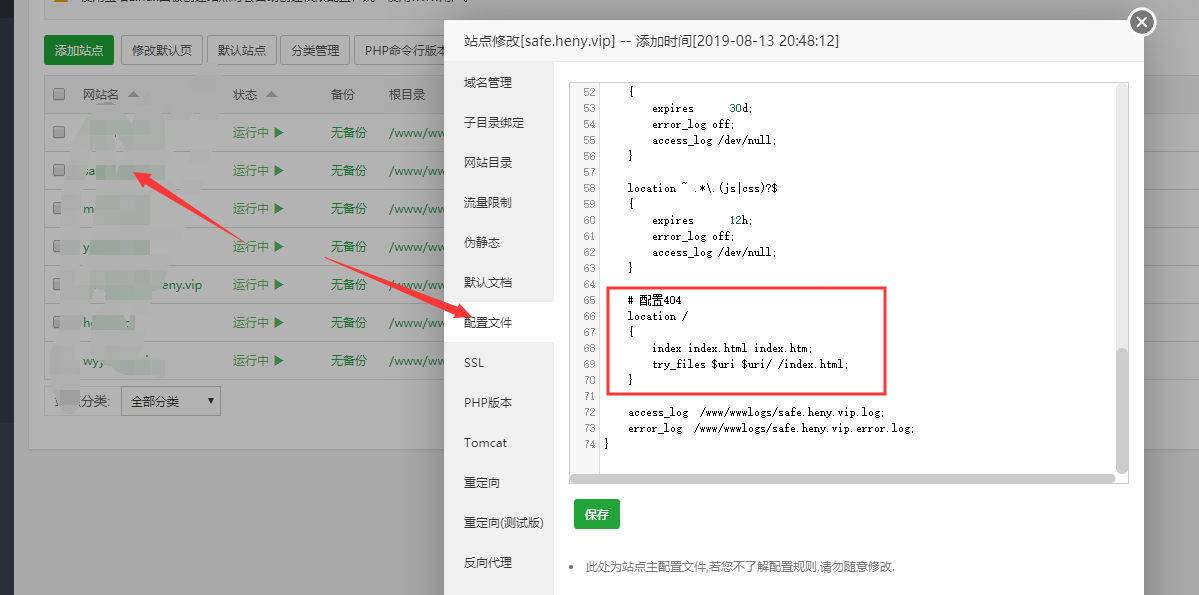 添加站点 修改默认页 默认站点 分类管理 PHP命令行版本
网站名 状态 备份 根目录
运行中 无备份 /www/ww
sa 运行中 无备份 /www/ww
m 运行中 无备份 /www/ww
y 运行中 无备份 /www/ww
eny.vip 运行中 无备份 /www/ww
h 运行中 无备份 /www/ww
wy 运行中 无备份 /www/ww
分类: 全部分类
站点修改[safe.heny.vip] -- 添加时间[2019-08-13 20:48:12]
域名管理
子目录绑定
网站目录
流量限制
伪静态
默认文档
配置文件
SSL
PHP版本
Tomcat
重定向
重定向(测试版)
反向代理
52 {
53 expires 30d;
54 error_log off;
55 access_log /dev/null;
56 }
57
58 location ~ .*\.(js|css)?$
59 {
60 expires 12h;
61 error_log off;
62 access_log /dev/null;
63 }
64
65 # 配置404
66 location /
67 {
68 index index.html index.htm;
69 try_files $uri $uri/ /index.html;
70 }
71
72 access_log /www/wwwlogs/safe.heny.vip.log;
73 error_log /www/wwwlogs/safe.heny.vip.error.log;
74 }
保存
此处为站点主配置文件,若您不了解配置规则,请勿随意修改.